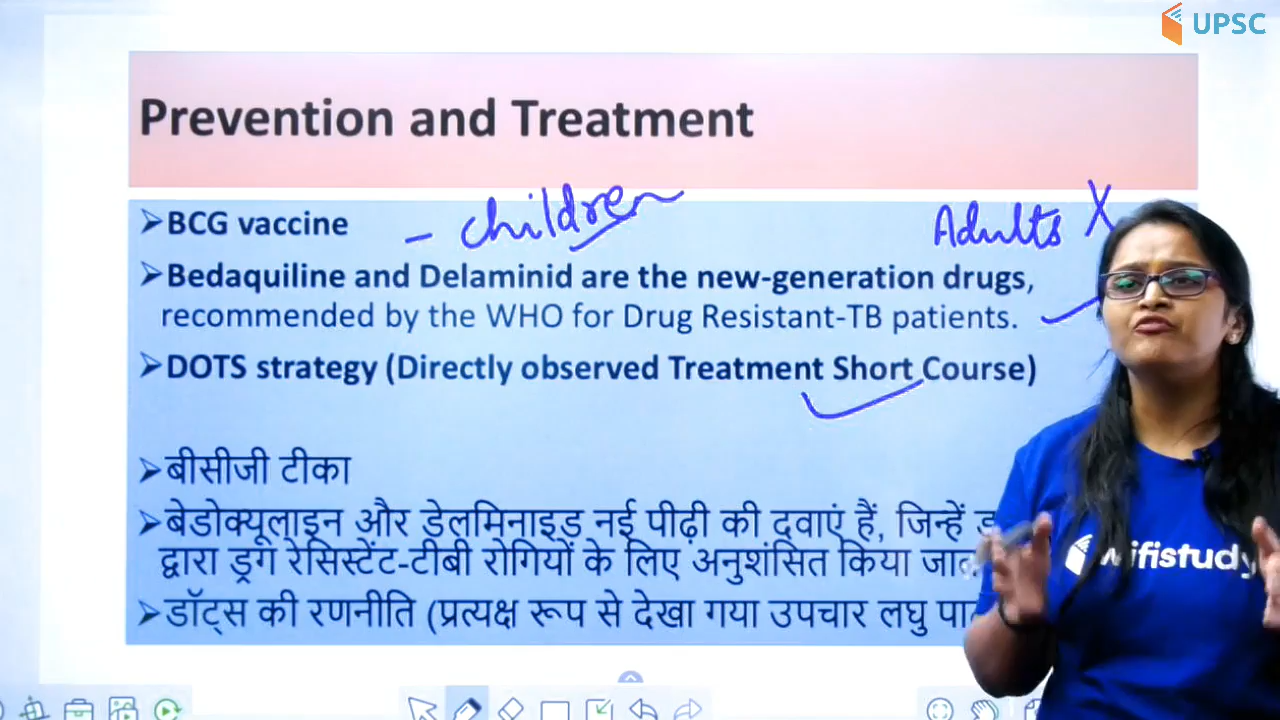 UPSC
Prevention and Treatment
➤BCG vaccine – children Adults X
➤Bedaquiline and Delaminid are the new-generation drugs,
recommended by the WHO for Drug Resistant-TB patients.
➤DOTS strategy (Directly observed Treatment Short Course)
➤बीसीजी टीका
➤बेडोक्यूलाइन और डेलमिनाइड नई पीढ़ी की दवाएं हैं, जिन्हें
द्वारा ड्रग रेसिस्टेंट-टीबी रोगियों के लिए अनुशंसित किया
➤डॉट्स की रणनीति (प्रत्यक्ष रूप से देखा गया उपचार लघु
wifistudy